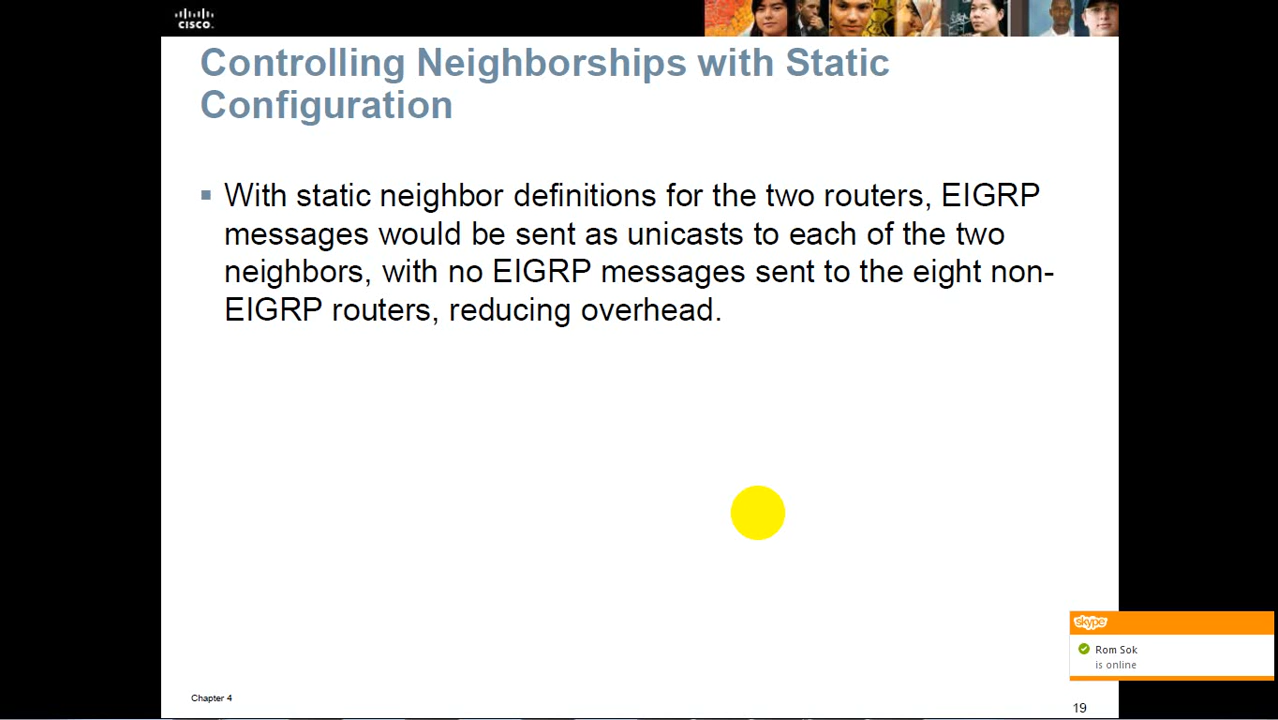 CISCO
Controlling Neighborships with Static
Configuration
With static neighbor definitions for the two routers, EIGRP
messages would be sent as unicasts to each of the two
neighbors, with no EIGRP messages sent to the eight non-
EIGRP routers, reducing overhead.
skype
Rom Sok
is online
Chapter 4
19